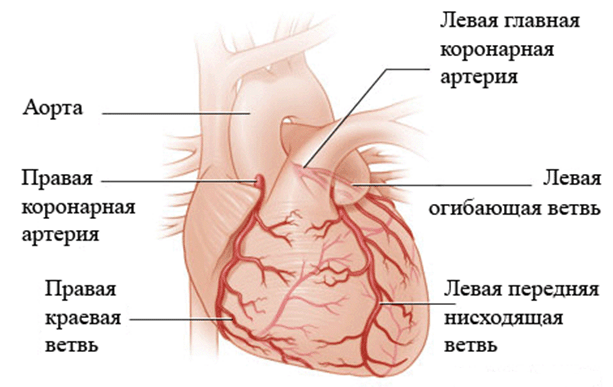 Левая главная
коронарная
артерия
Аорта
Правая
коронарная
артерия
Левая
огибающая ветвь
Правая
краевая
ветвь
Левая передняя
нисходящая
ветвь